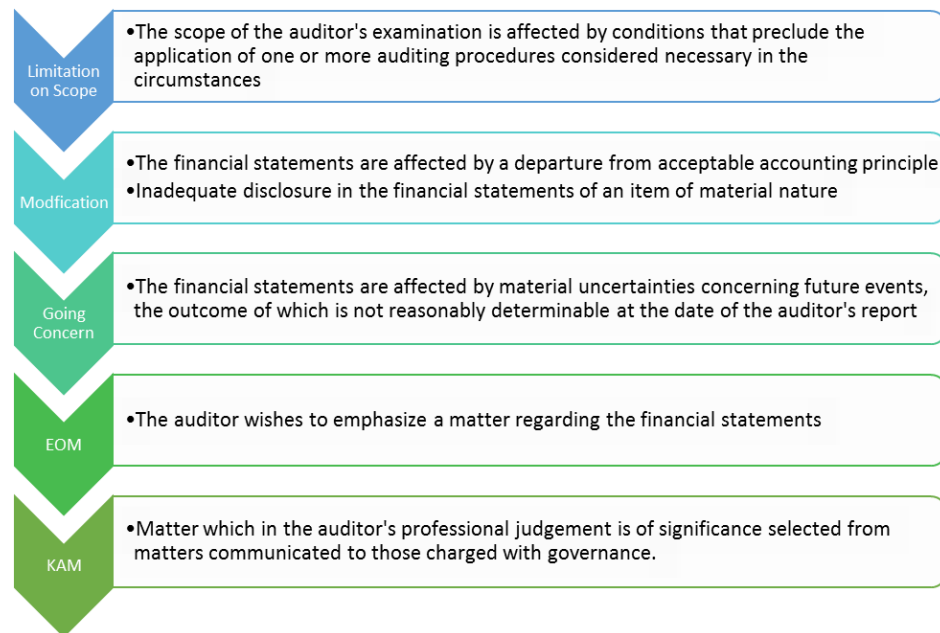 Limitation
on Scope
•The scope of the auditor's examination is affected by conditions that preclude the
application of one or more auditing procedures considered necessary in the
circumstances
Modfication
•The financial statements are affected by a departure from acceptable accounting principle
•Inadequate disclosure in the financial statements of an item of material nature
Going
Concern
•The financial statements are affected by material uncertainties concerning future events,
the outcome of which is not reasonably determinable at the date of the auditor's report
EOM
•The auditor wishes to emphasize a matter regarding the financial statements
KAM
•Matter which in the auditor's professional judgement is of significance selected from
matters communicated to those charged with governance.